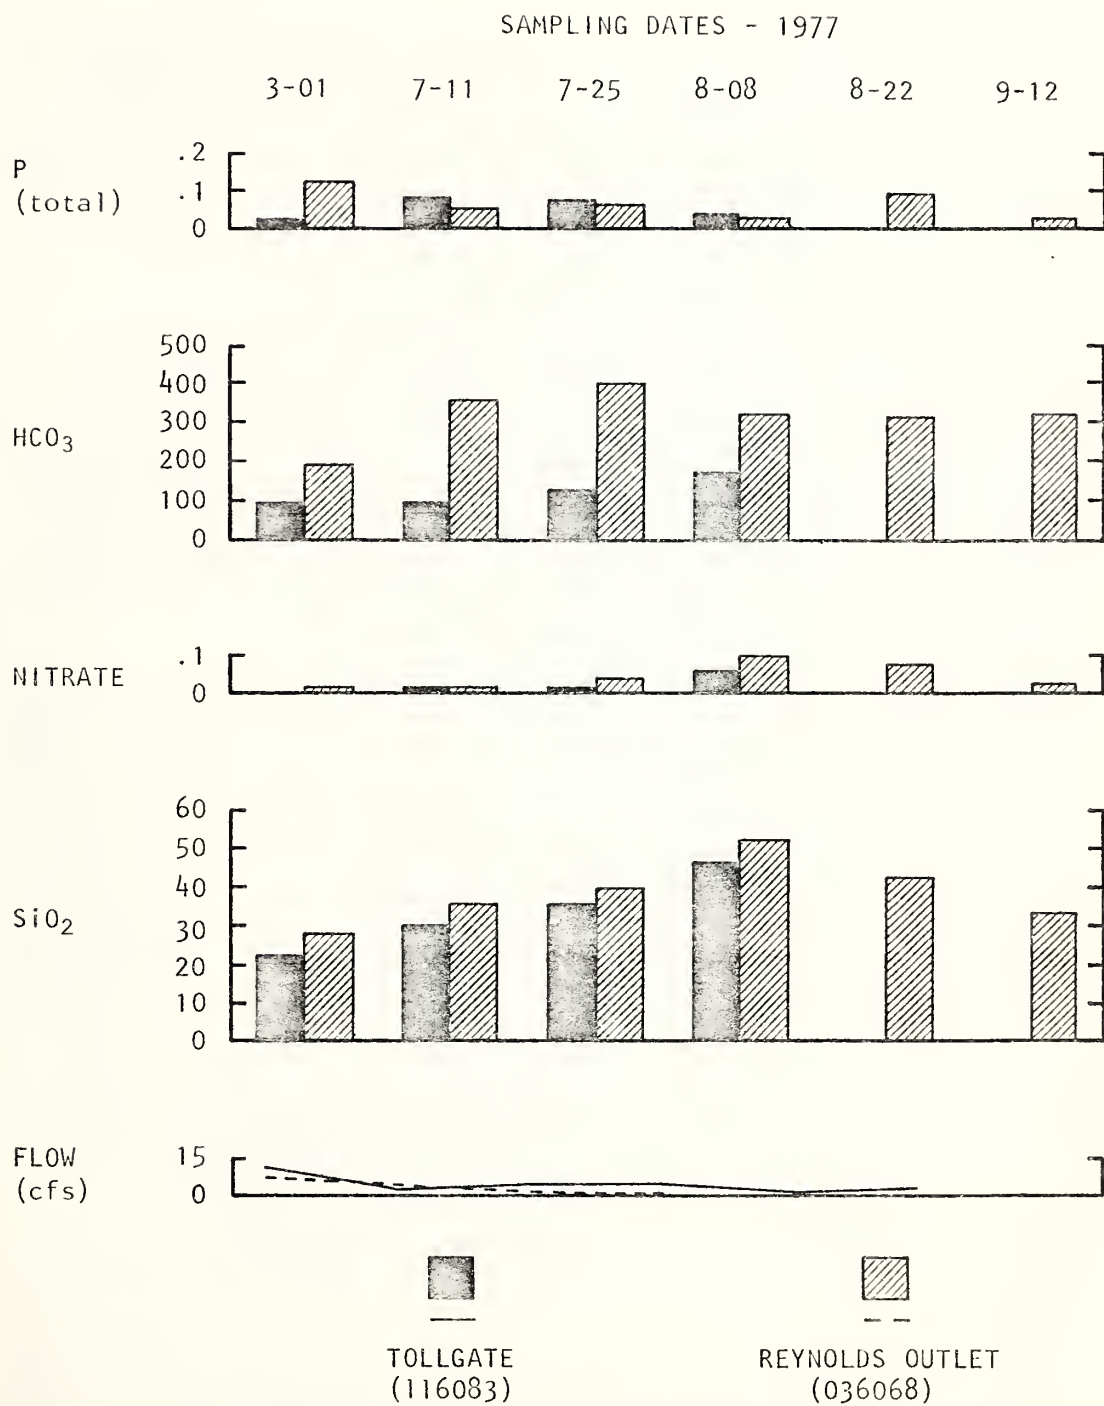 SAMPLING DATES - 1977
3-01 7-11 7-25 8-08 8-22 9-12
P
(total)
.2
.1
0
HCO3
500
400
300
200
100
0
NITRATE
.1
0
SiO2
60
50
40
30
20
10
0
FLOW
(cfs)
15
0
TOLLGATE
(116083)
REYNOLDS OUTLET
(036068)